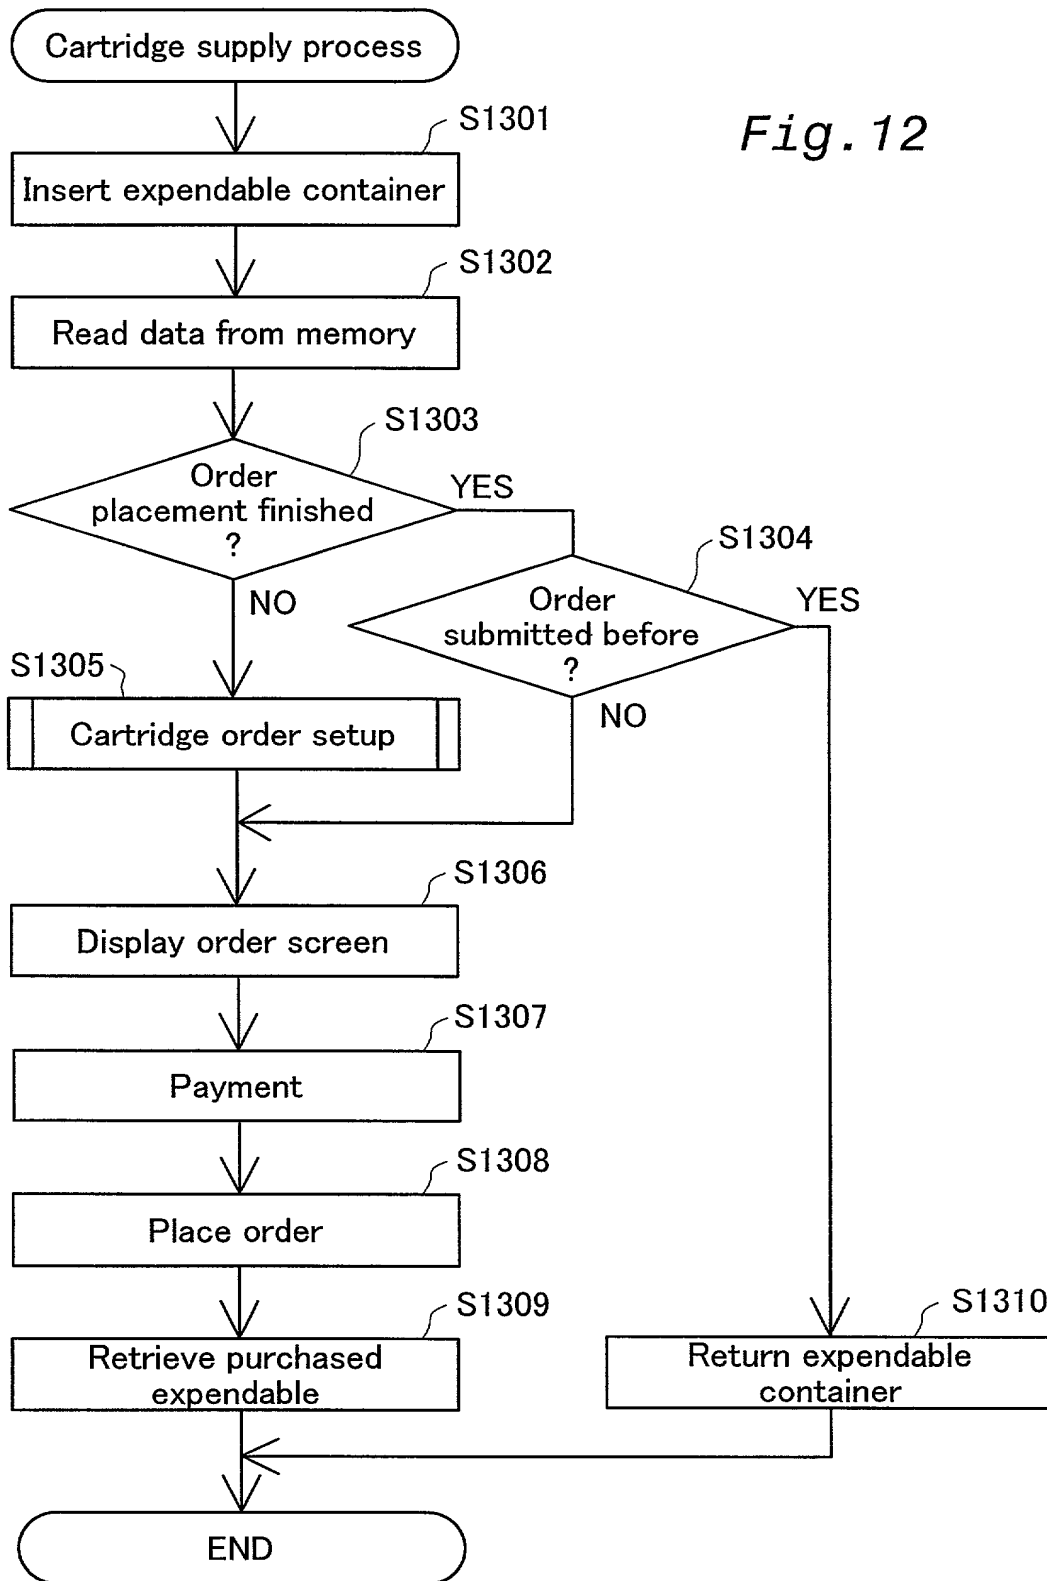 Cartridge supply process
Fig.12
S1301
Insert expendable container
S1302
Read data from memory
S1303
Order
placement finished
?
YES
NO
S1304
Order
submitted before
?
YES
NO
S1305
Cartridge order setup
S1306
Display order screen
S1307
Payment
S1308
Place order
S1309
Retrieve purchased
expendable
S1310
Return expendable
container
END